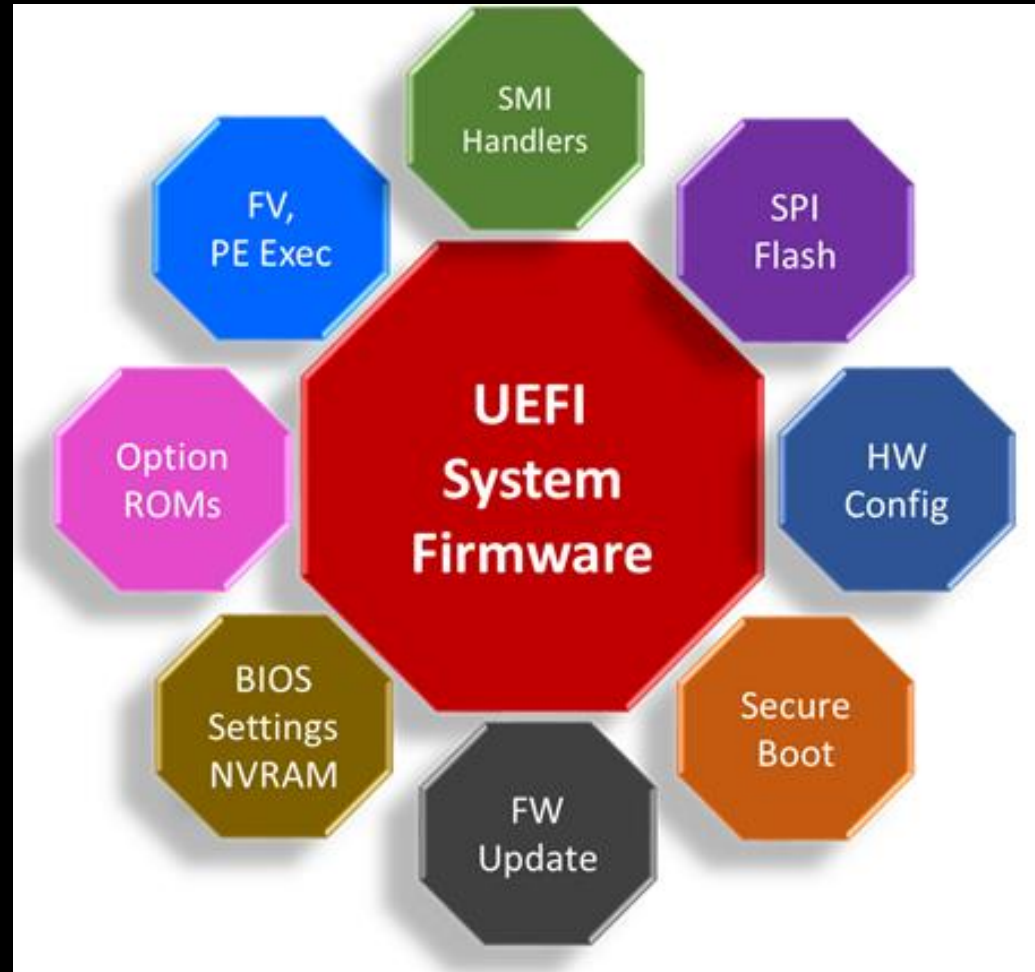 SMI
Handlers
FV,
PE Exec
SPI
Flash
UEFI
System
Firmware
Option
ROMs
HW
Config
BIOS
Settings
NVRAM
Secure
Boot
FW
Update